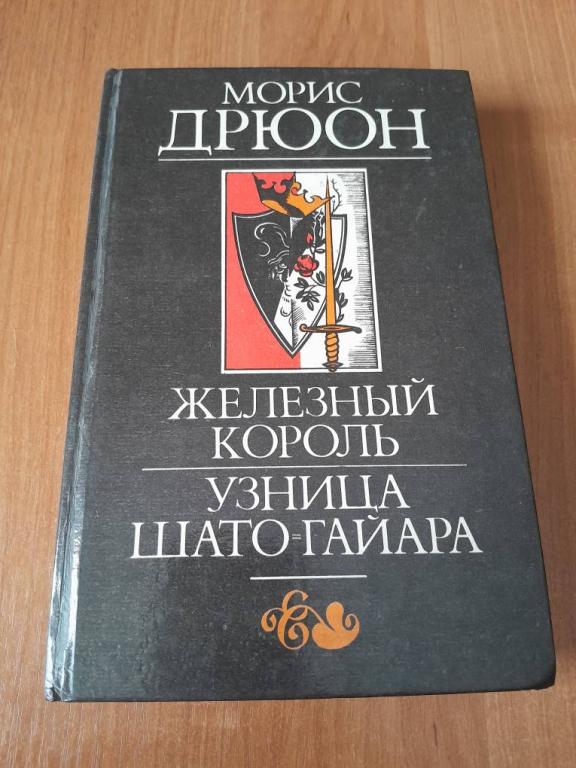 МОРИС
ДРЮОН
ЖЕЛЕЗНЫЙ
КОРОЛЬ
УЗНИЦА
ШАТО=ГАЙАРА